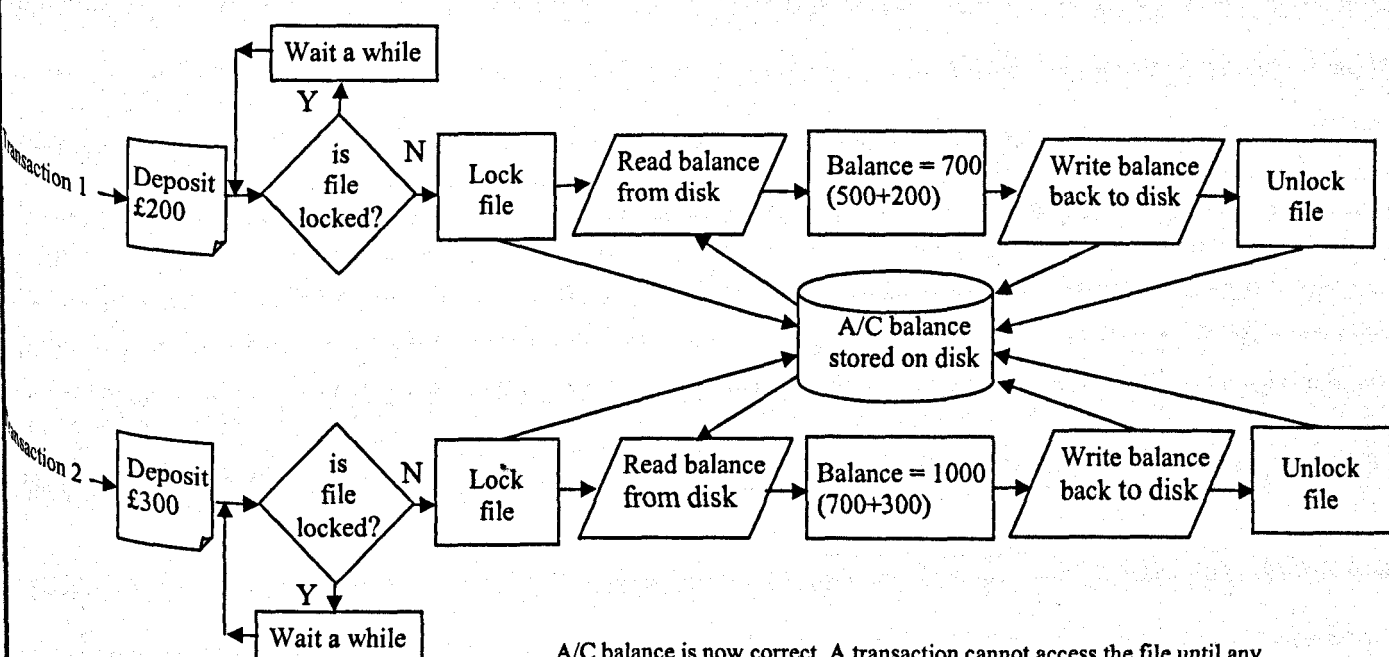 Wait a while
Y
is
file
locked?
N
Transaction 1
Deposit
£200
Lock
file
Read balance
from disk
Balance = 700
(500+200)
Write balance
back to disk
Unlock
file
A/C balance
stored on disk
2
Deposit
£300
is
file
locked?
N
Lock
file
Read balance
from disk
Balance = 1000
(700+300)
Write balance
back to disk
Unlock
file
Y
Wait a while
A/C balance is now correct. A transaction cannot access the file until any